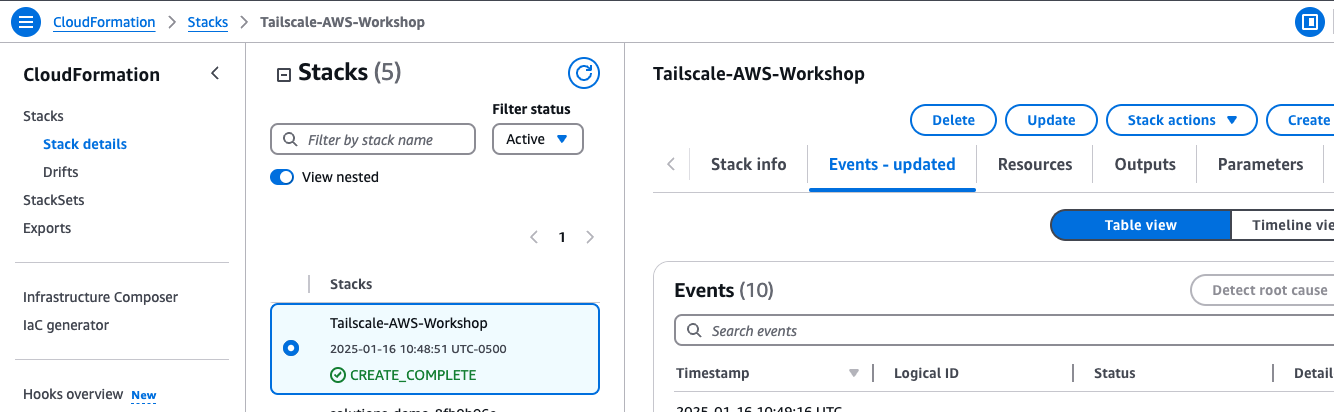 CloudFormation > Stacks > Tailscale-AWS-Workshop
CloudFormation
Stacks
Stack details
Drifts
StackSets
Exports
Infrastructure Composer
IaC generator
Hooks overview New
Stacks (5)
Filter status
Filter by stack name
Active
View nested
1
Stacks
Tailscale-AWS-Workshop
2025-01-16 10:48:51 UTC-0500
CREATE_COMPLETE
Tailscale-AWS-Workshop
Delete Update Stack actions Create
Stack info Events - updated Resources Outputs Parameters
Table view Timeline vie
Events (10)
Detect root cause
Search events
Timestamp Logical ID Status Detail
2025-01-16 10:49:16 UTC-